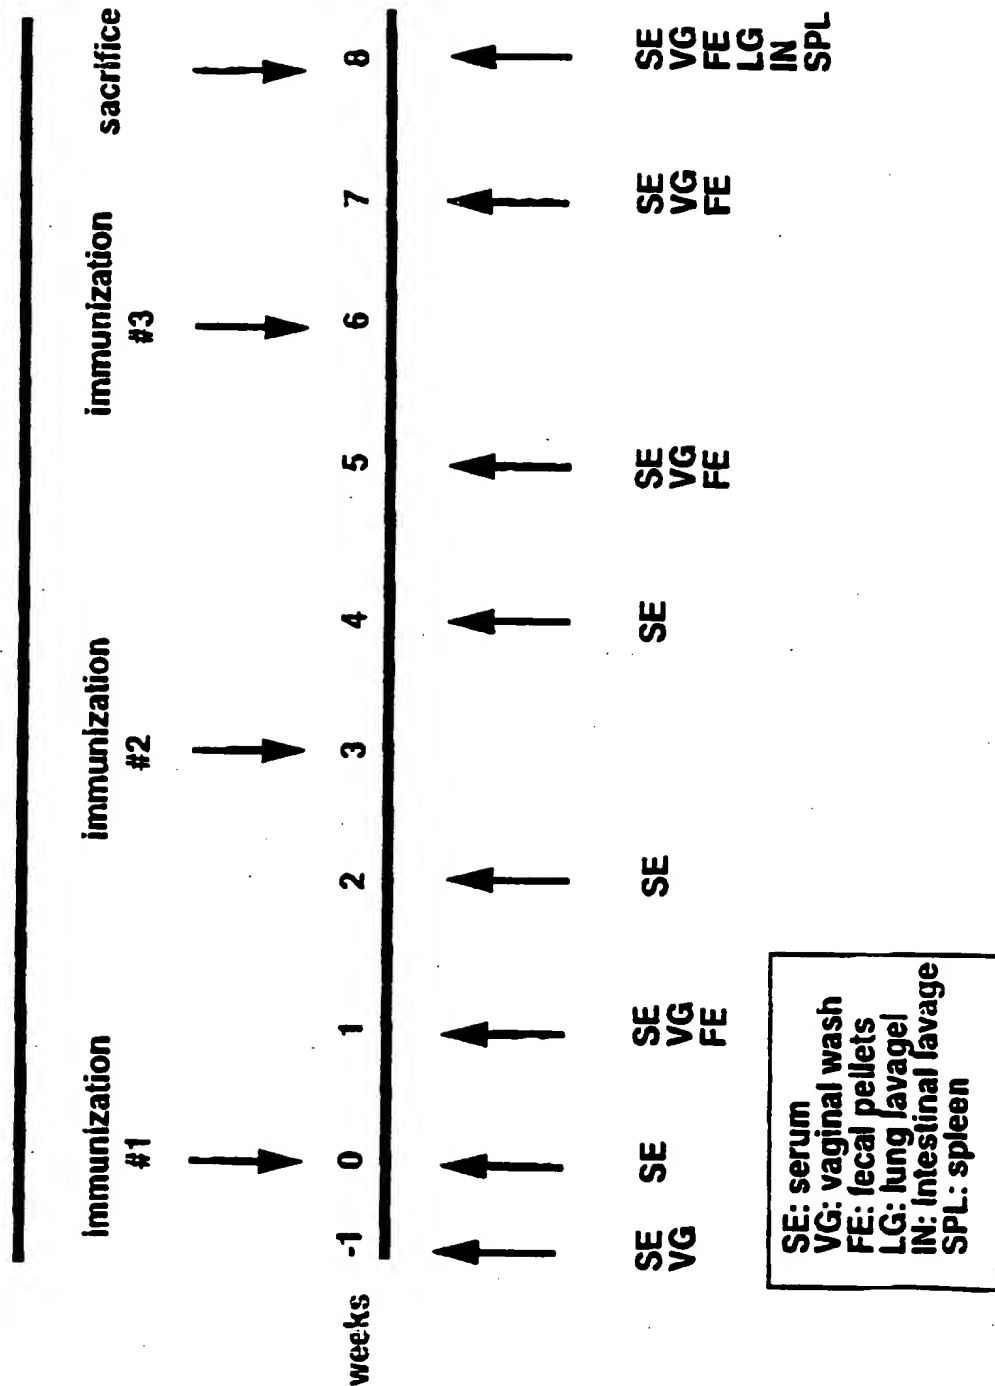 immunization
#1
immunization
#2
immunization
#3
sacrifice
weeks
-1
0
1
2
3
4
5
6
7
8
SE
VG
SE
SE
VG
FE
SE
SE
SE
VG
FE
SE
VG
FE
SE
VG
FE
LG
IN
SPL
SE: serum
VG: vaginal wash
FE: fecal pellets
LG: lung lavagel
IN: intestinal lavage
SPL: spleen